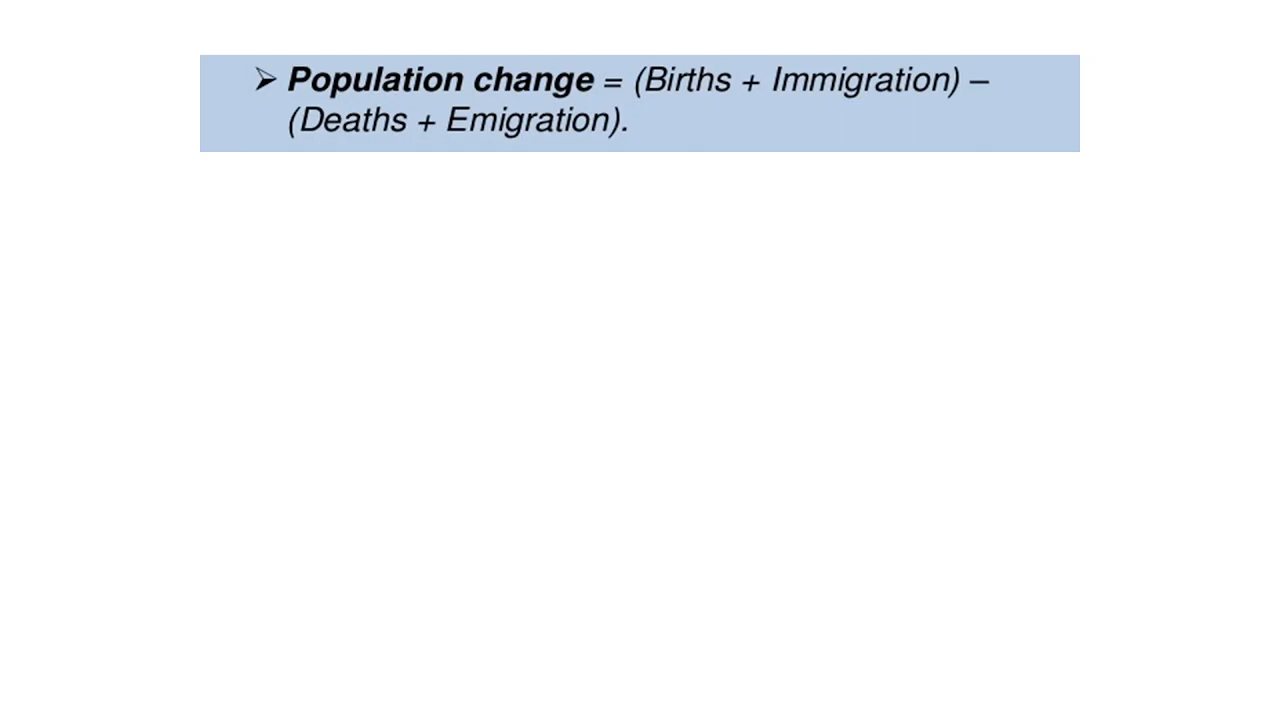 ➢ Population change = (Births + Immigration) –
(Deaths + Emigration).